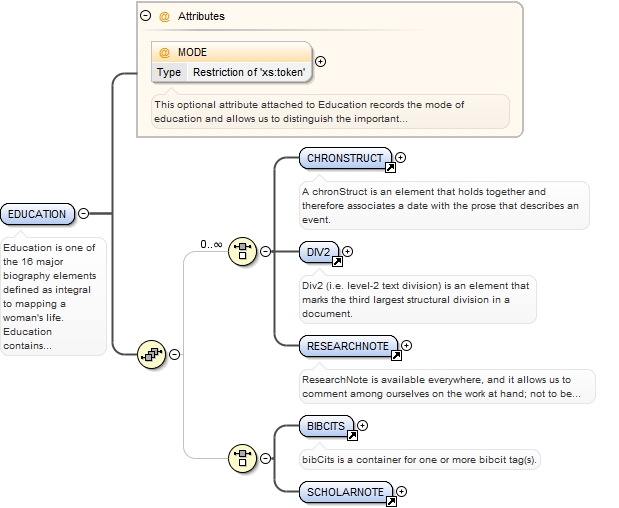 Attributes
@ MODE
Type Restriction of 'xs:token'
This optional attribute attached to Education records the mode of
education and allows us to distinguish the important...
EDUCATION
Education is one of
the 16 major
biography elements
defined as integral
to mapping a
woman's life.
Education
contains...
0..∞
CHRONSTRUCT
A chronStruct is an element that holds together and
therefore associates a date with the prose that describes an
event.
DIV2
Div2 (i.e. level-2 text division) is an element that
marks the third largest structural division in a
document.
RESEARCHNOTE
ResearchNote is available everywhere, and it allows us to
comment among ourselves on the work at hand; not to be...
BIBCITS
bibCits is a container for one or more bibcit tag(s).
SCHOLARNOTE